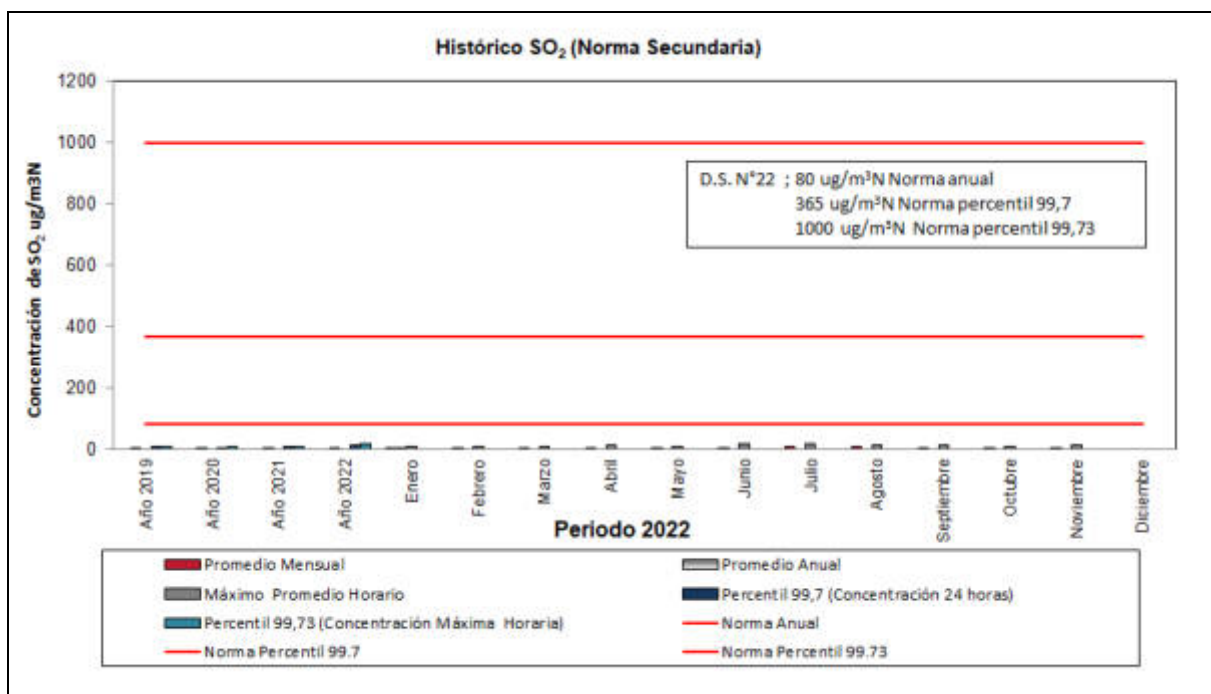 Histórico SO₂ (Norma Secundaria)
Concentración de SO₂ ug/m3N
1200
1000
800
600
400
200
0
D.S. N°22 ; 80 ug/m³N Norma anual
365 ug/m³N Norma percentil 99,7
1000 ug/m³N Norma percentil 99,73
Año 2019
Año 2020
Año 2021
Año 2022
Enero
Febrero
Marzo
Abril
Mayo
Junio
Julio
Agosto
Septiembre
Octubre
Noviembre
Diciembre
Periodo 2022
Promedio Mensual
Promedio Anual
Máximo Promedio Horario
Percentil 99,7 (Concentración 24 horas)
Percentil 99,73 (Concentración Máxima Horaria)
Norma Anual
Norma Percentil 99.7
Norma Percentil 99.73